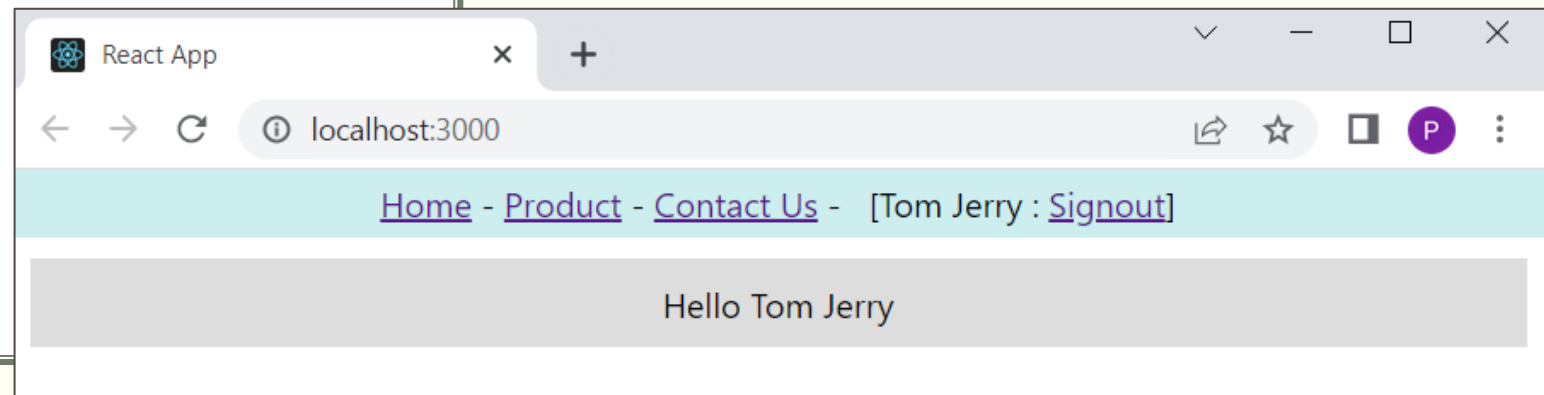 React App
localhost:3000
P
Home - Product - Contact Us - [Tom Jerry : Signout]
Hello Tom Jerry